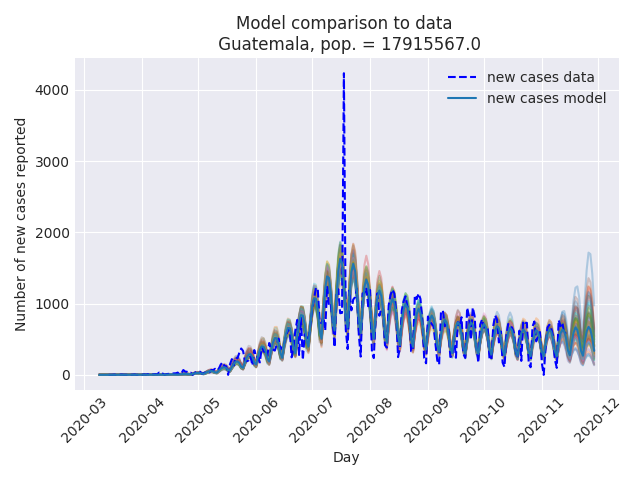 Model comparison to data
Guatemala, pop. = 17915567.0
new cases data
new cases model
Number of new cases reported
4000
3000
2000
1000
0
2020-03
2020-04
2020-05
2020-06
2020-07
2020-08
2020-09
2020-10
2020-11
2020-12
Day